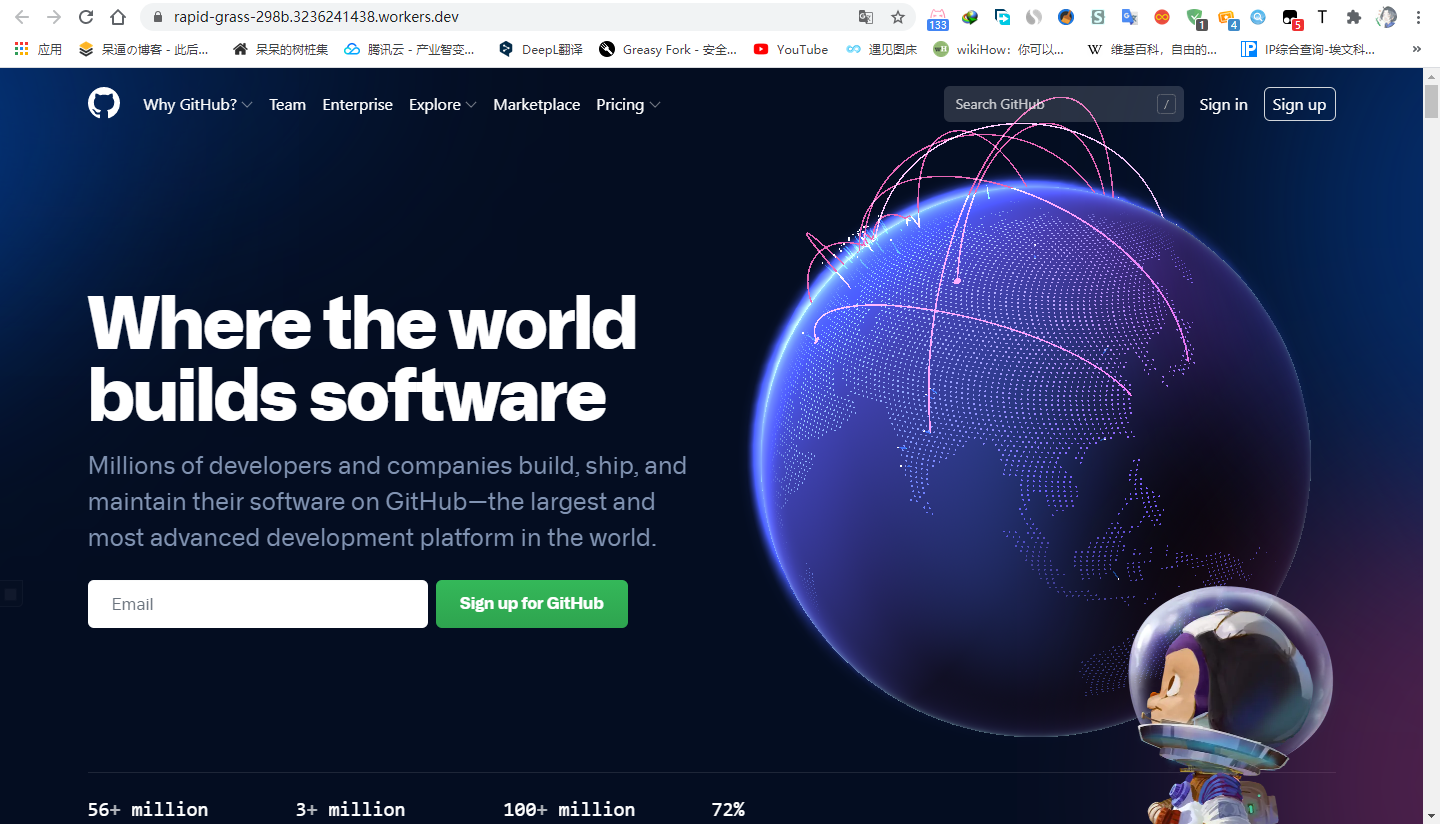 rapid-grass-298b.3236241438.workers.dev
133
1
4
5
T
应用
呆逼の博客 - 此后...
呆呆的树桩集
腾讯云 - 产业智变...
DeepL翻译
Greasy Fork - 安全...
YouTube
遇见图床
wikiHow：你可以...
维基百科，自由的...
IP综合查询-埃文科...
»
Why GitHub?
Team
Enterprise
Explore
Marketplace
Pricing
Search GitHub
/
Sign in
Sign up
Where the world
builds software
Millions of developers and companies build, ship, and
maintain their software on GitHub—the largest and
most advanced development platform in the world.
Email
Sign up for GitHub
56+ million
3+ million
100+ million
72%